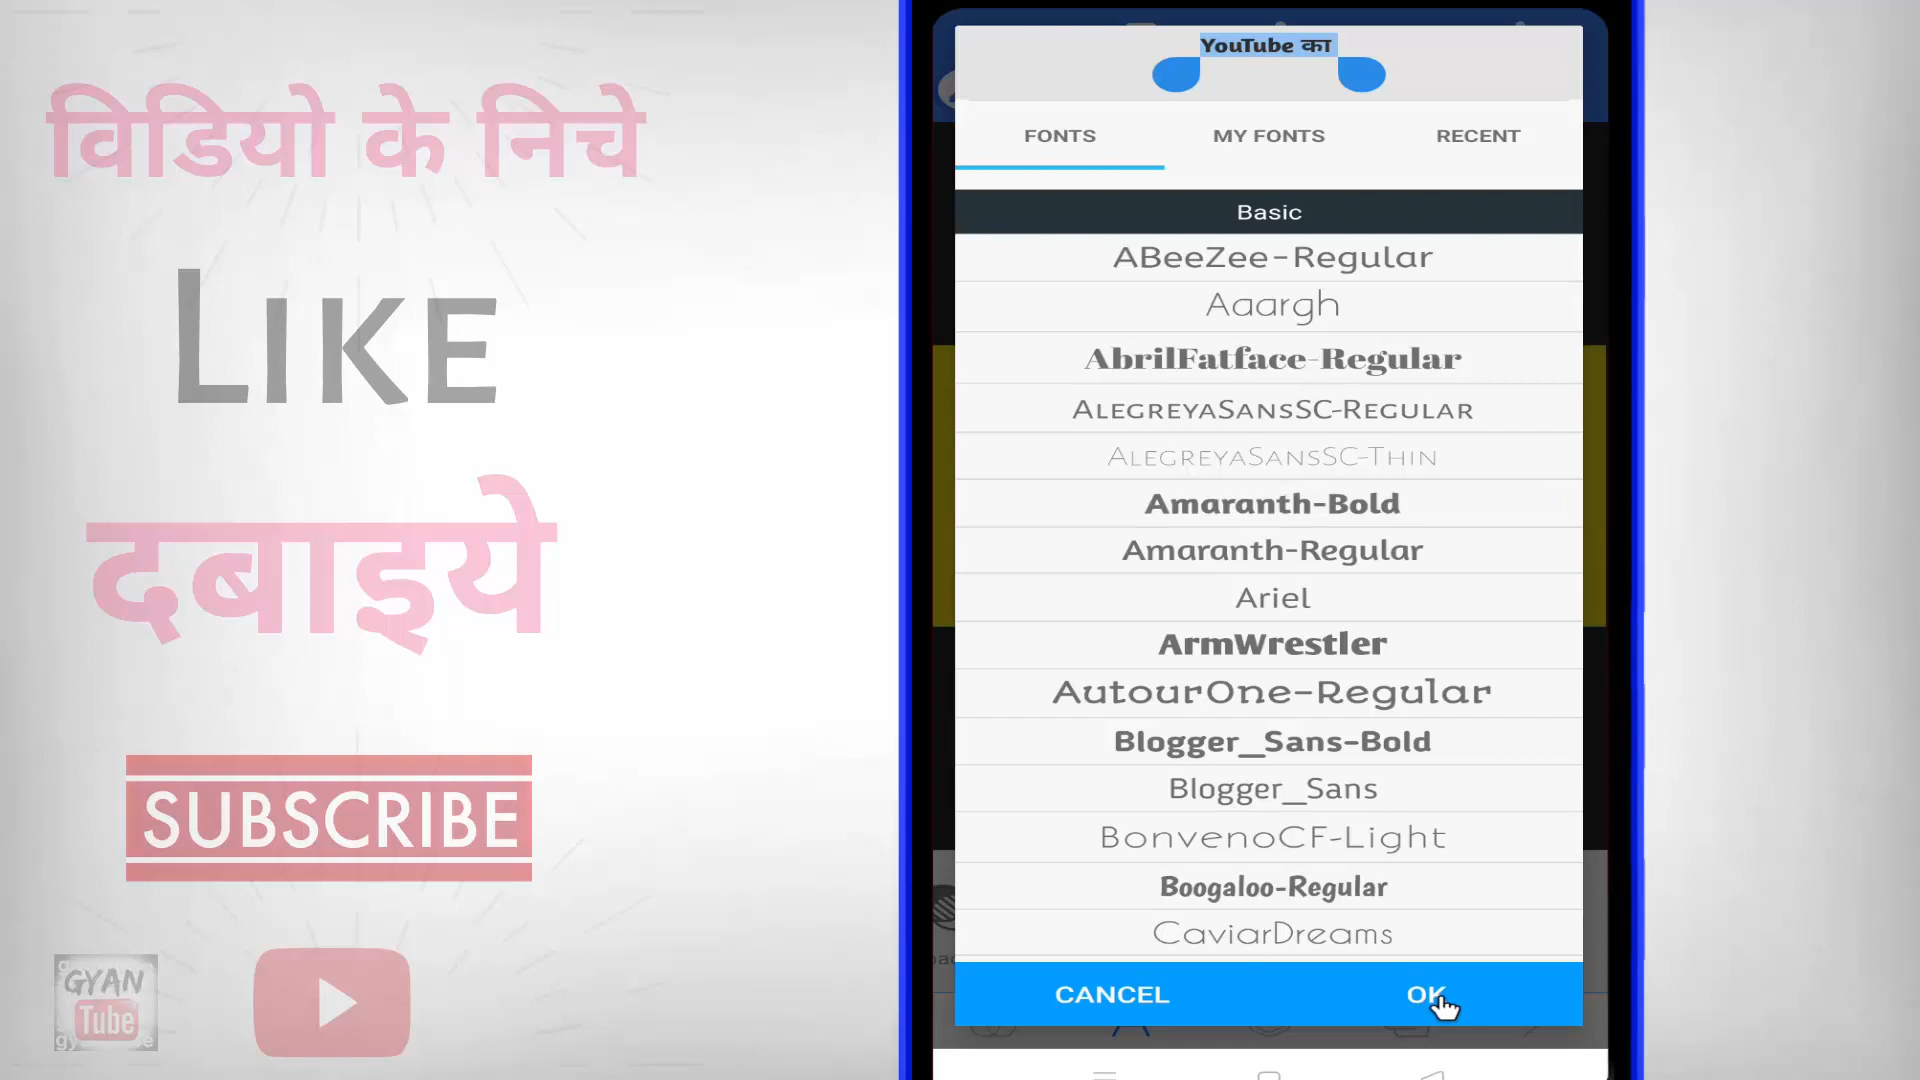 विडियो के निचे
LIKE
दबाइये
SUBSCRIBE
GYAN
Tube
YouTube का
FONTS
MY FONTS
RECENT
Basic
ABeeZee-Regular
Aaargh
AbrilFatface-Regular
AlegreyaSansSC-Regular
AlegreyaSansSC-Thin
Amaranth-Bold
Amaranth-Regular
Ariel
ArmWrestler
AutourOne-Regular
Blogger_Sans-Bold
Blogger_Sans
BonvenoCF-Light
Boogaloo-Regular
CaviarDreams
CANCEL
OK